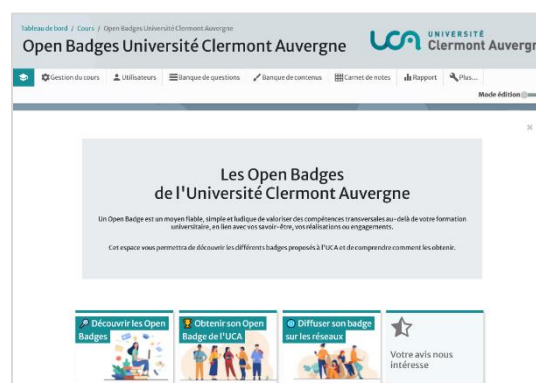 Tableau de bord / Cours / Open Badges Université Clermont Auvergne
Open Badges Université Clermont Auvergne
UCA UNIVERSITÉ
Clermont Auvergn
Gestion du cours Utilisateurs Banque de questions Banque de contenus Carnet de notes Rapport Plus...
Mode édition
Les Open Badges
de l'Université Clermont Auvergne
Un Open Badge est un moyen fiable, simple et ludique de valoriser des compétences transversales au-delà de votre formation
universitaire, en lien avec vos savoir-être, vos réalisations ou engagements.
Cet espace vous permettra de découvrir les différents badges proposés à l'UCA et de comprendre comment les obtenir.
Découvrir les Open
Badges
Obtenir son Open
Badge de l'UCA
Diffuser son badge
sur les réseaux
Votre avis nous
intéresse